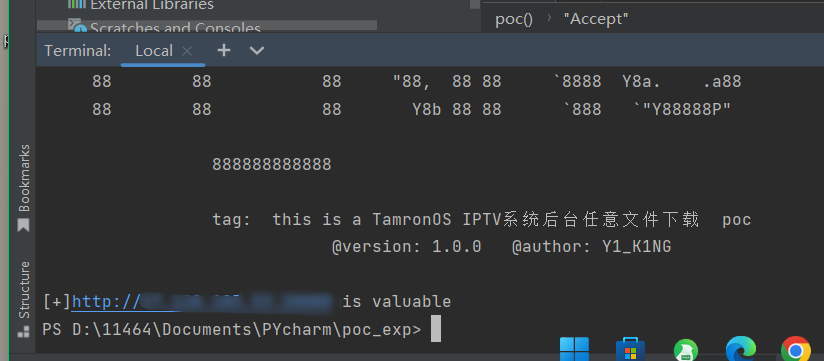 External Libraries
Scratches and Consoles
poc() › "Accept"
Terminal: Local × +
88 88 88 "88, 88 88 `8888 Y8a. .a88
88 88 88 Y8b 88 88 `888 `"Y88888P"
888888888888
tag: this is a TamronOS IPTV系统后台任意文件下载 poc
@version: 1.0.0 @author: Y1_K1NG
[+]http:// is valuable
PS D:\11464\Documents\PYcharm\poc_exp>
Bookmarks
Structure